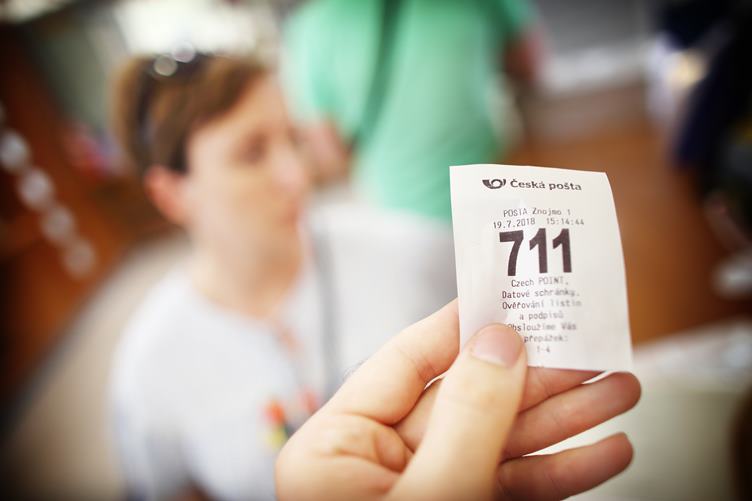 Česká pošta
POSTA Znojmo 1
19.7.2018 15:14:44
711
Czech POINT,
Datové schránky,
Ověřování listin
a podpisů
Obsloužíme Vás
přepážek:
1-4